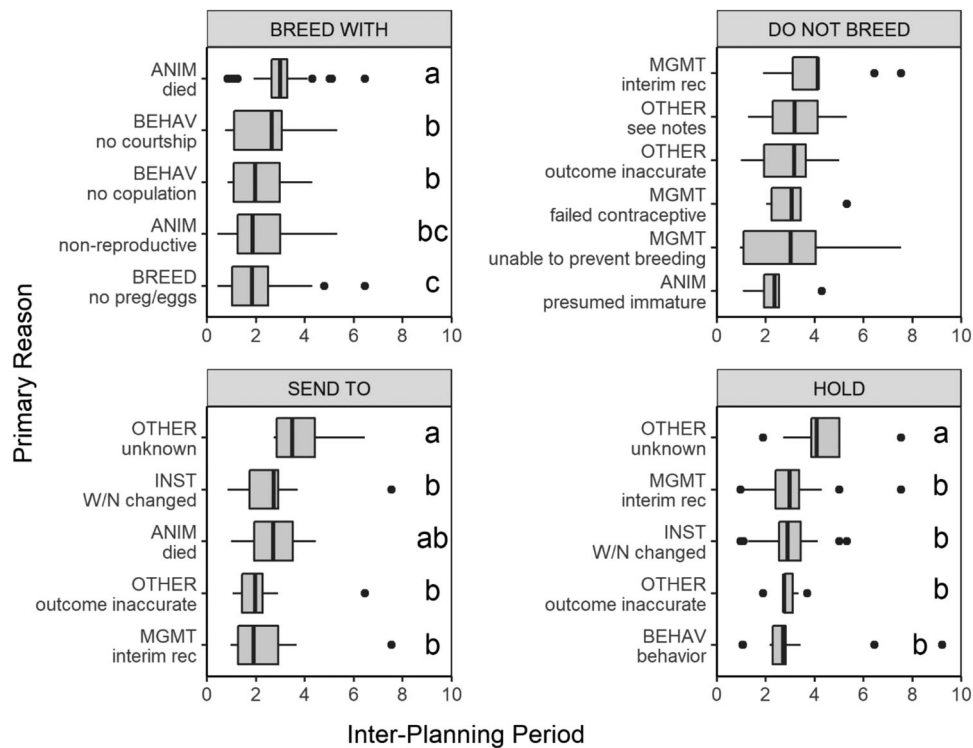 BREED WITH
ANIM
died
a
BEHAV
no courtship
b
BEHAV
no copulation
b
ANIM
non-reproductive
bc
BREED
no preg/eggs
c
0 2 4 6 8 10
DO NOT BREED
MGMT
interim rec
OTHER
see notes
OTHER
outcome inaccurate
MGMT
failed contraceptive
MGMT
unable to prevent breeding
ANIM
presumed immature
0 2 4 6 8 10
Primary Reason
SEND TO
OTHER
unknown
a
INST
W/N changed
b
ANIM
died
ab
OTHER
outcome inaccurate
b
MGMT
interim rec
b
0 2 4 6 8 10
HOLD
OTHER
unknown
a
MGMT
interim rec
b
INST
W/N changed
b
OTHER
outcome inaccurate
b
BEHAV
behavior
b
0 2 4 6 8 10
Inter-Planning Period